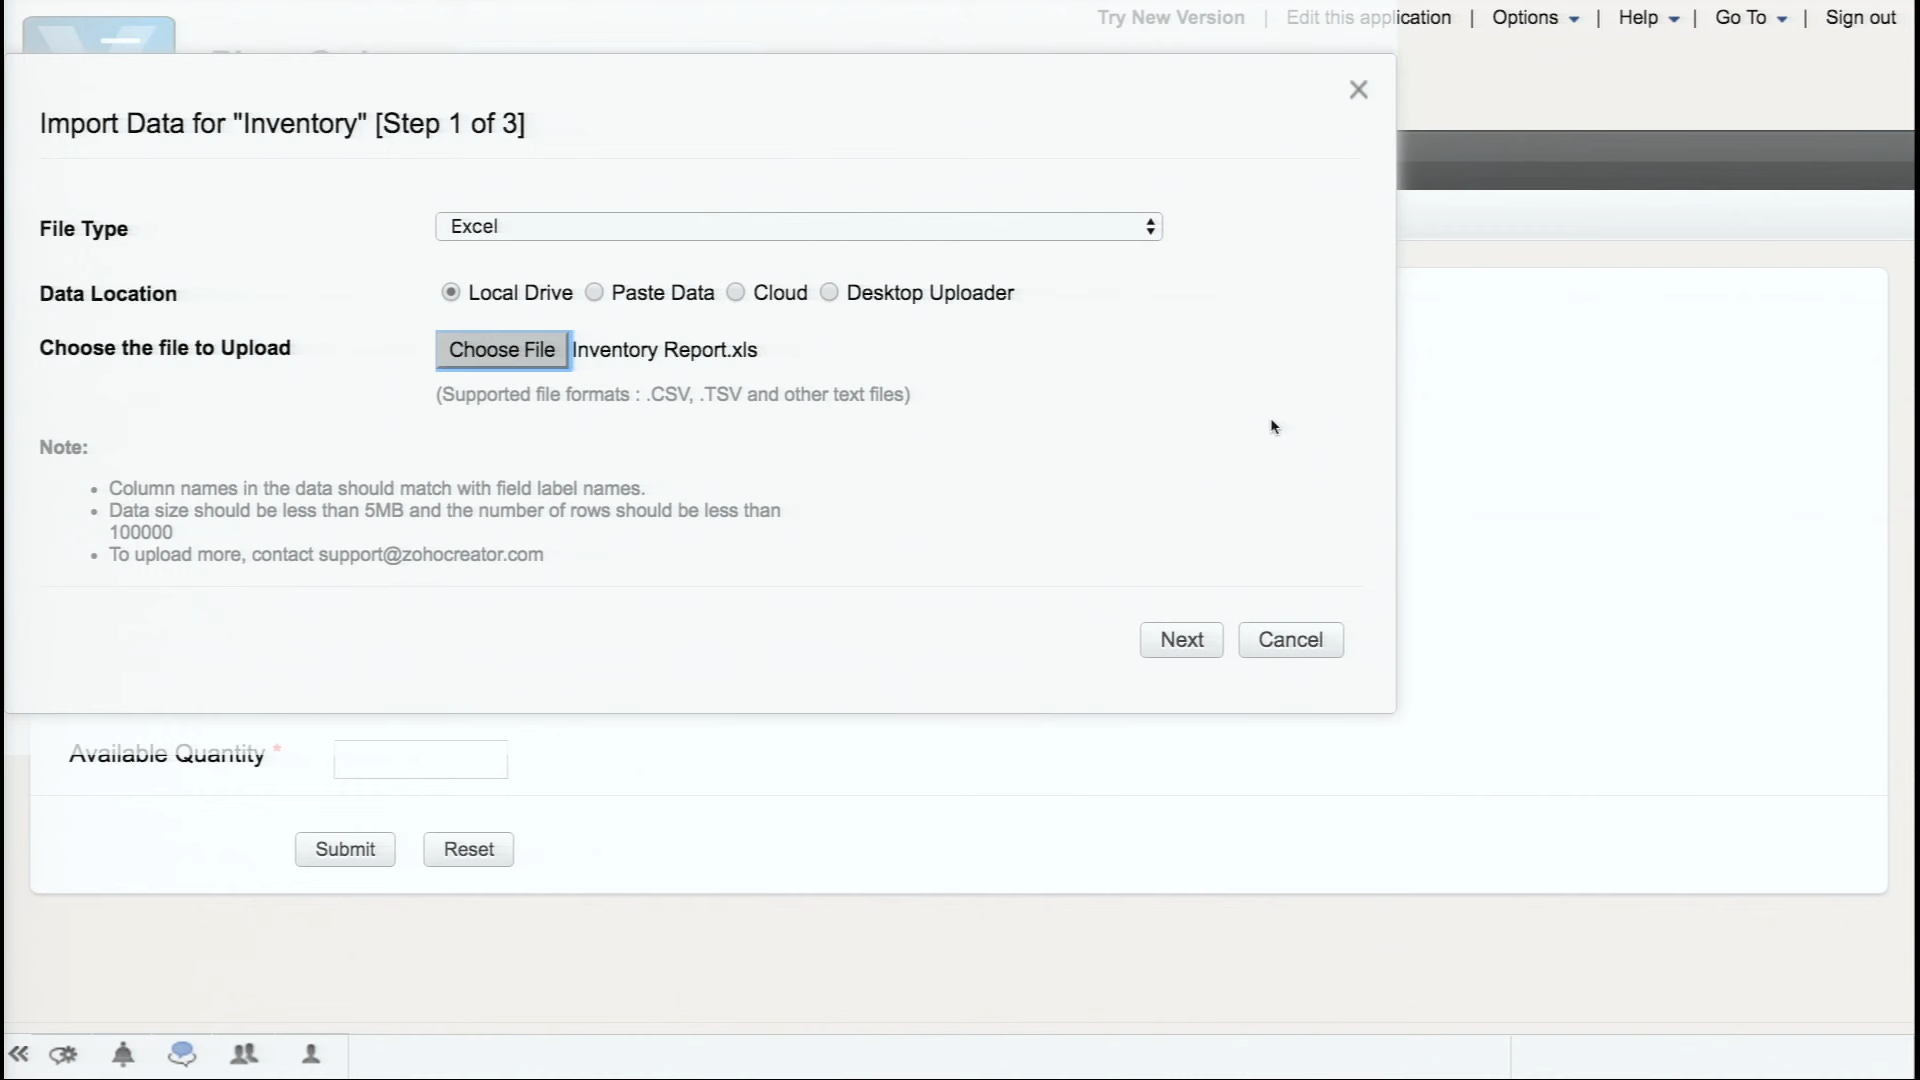 Try New Version | Edit this application | Options | Help | Go To | Sign out
Import Data for "Inventory" [Step 1 of 3]
File Type Excel
Data Location Local Drive Paste Data Cloud Desktop Uploader
Choose the file to Upload Choose File Inventory Report.xls
(Supported file formats : .CSV, .TSV and other text files)
Note:
Column names in the data should match with field label names.
Data size should be less than 5MB and the number of rows should be less than
100000
To upload more, contact support@zohocreator.com
Next Cancel
Available Quantity *
Submit Reset